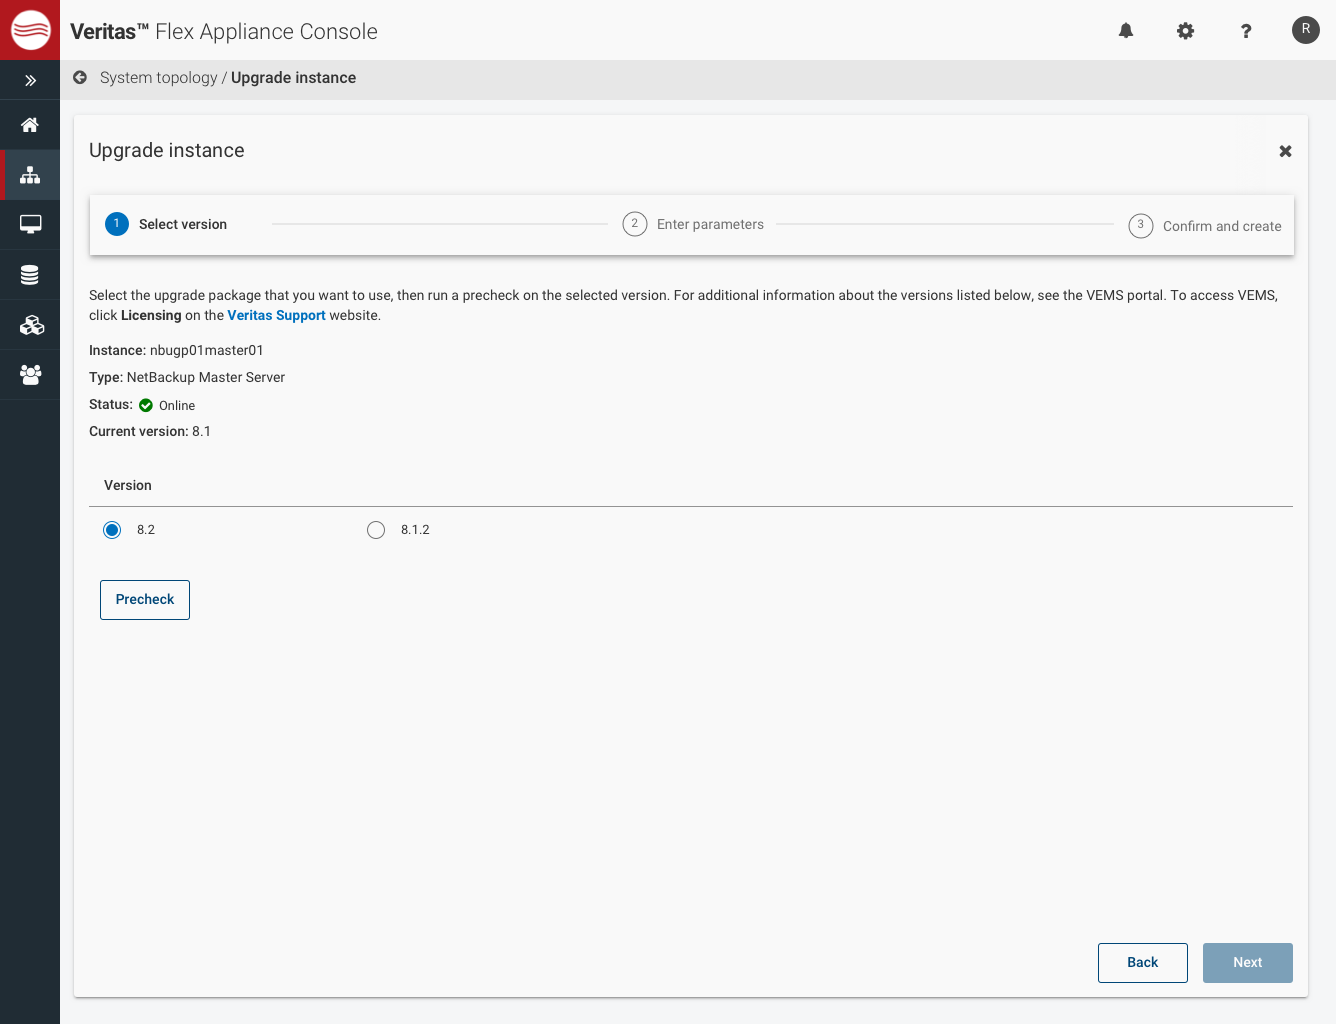 Veritas™ Flex Appliance Console
R
System topology / Upgrade instance
Upgrade instance
1 Select version
2 Enter parameters
3 Confirm and create
Select the upgrade package that you want to use, then run a precheck on the selected version. For additional information about the versions listed below, see the VEMS portal. To access VEMS,
click Licensing on the Veritas Support website.
Instance: nbugp01master01
Type: NetBackup Master Server
Status: Online
Current version: 8.1
Version
8.2 8.1.2
Precheck
Back Next